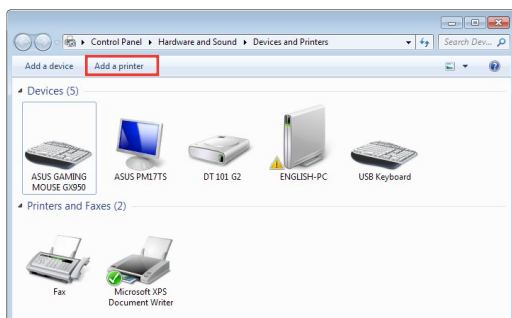 Control Panel ▸ Hardware and Sound ▸ Devices and Printers
Search Dev...
Add a device
Add a printer
Devices (5)
ASUS GAMING
MOUSE GX950
ASUS PM17TS
DT 101 G2
ENGLISH-PC
USB Keyboard
Printers and Faxes (2)
Fax
Microsoft XPS
Document Writer